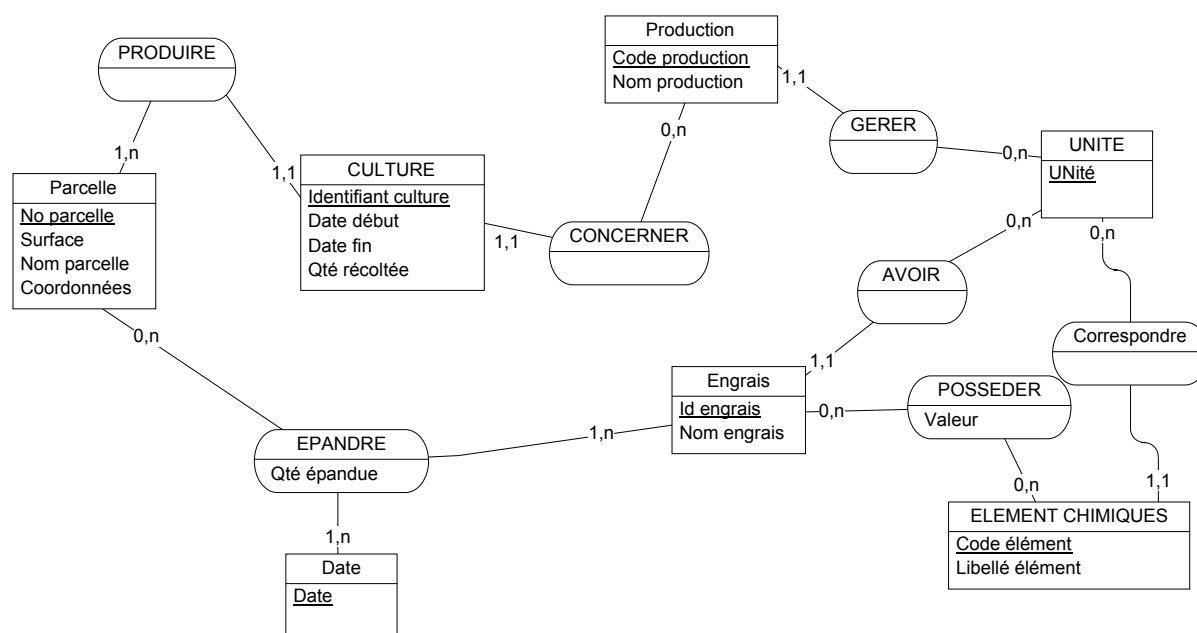 PRODUIRE
Production
Code production
Nom production
1,1
GERER
0,n
UNITE
UNité
1,n
1,1
0,n
Parcelle
No parcelle
Surface
Nom parcelle
Coordonnées
CULTURE
Identifiant culture
Date début
Date fin
Qté récoltée
1,1
CONCERNER
0,n
0,n
AVOIR
1,1
Correspondre
0,n
Engrais
Id engrais
Nom engrais
0,n
POSSEDER
Valeur
1,n
EPANDRE
Qté épandue
0,n
1,1
ELEMENT CHIMIQUES
Code élément
Libellé élément
1,n
Date
Date